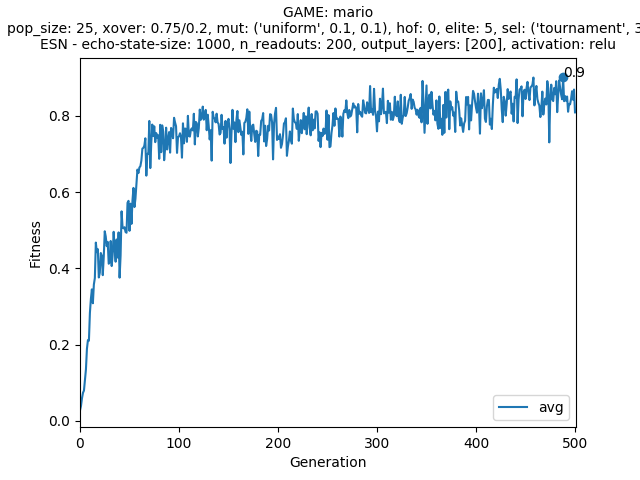 GAME: mario
pop_size: 25, xover: 0.75/0.2, mut: ('uniform', 0.1, 0.1), hof: 0, elite: 5, sel: ('tournament', 3
ESN - echo-state-size: 1000, n_readouts: 200, output_layers: [200], activation: relu
0.9
0.8
0.6
0.4
0.2
0.0
Fitness
avg
0 100 200 300 400 500
Generation